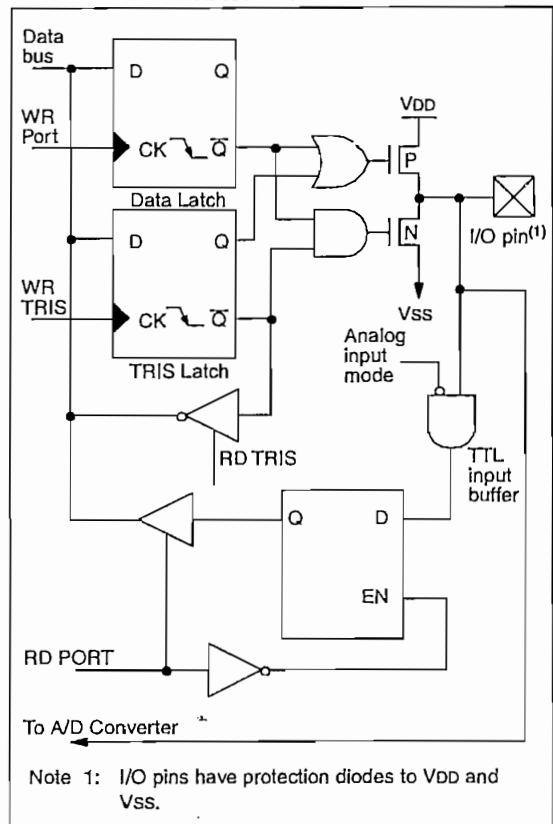 Data
bus
D Q
VDD
WR
Port
CK Q
P
Data Latch
I/O pin(1)
D Q
N
WR
TRIS
CK Q
VSS
Analog
input
mode
TRIS Latch
TTL
input
buffer
RD TRIS
Q D
EN
RD PORT
To A/D Converter
Note 1: I/O pins have protection diodes to VDD and
VSS.